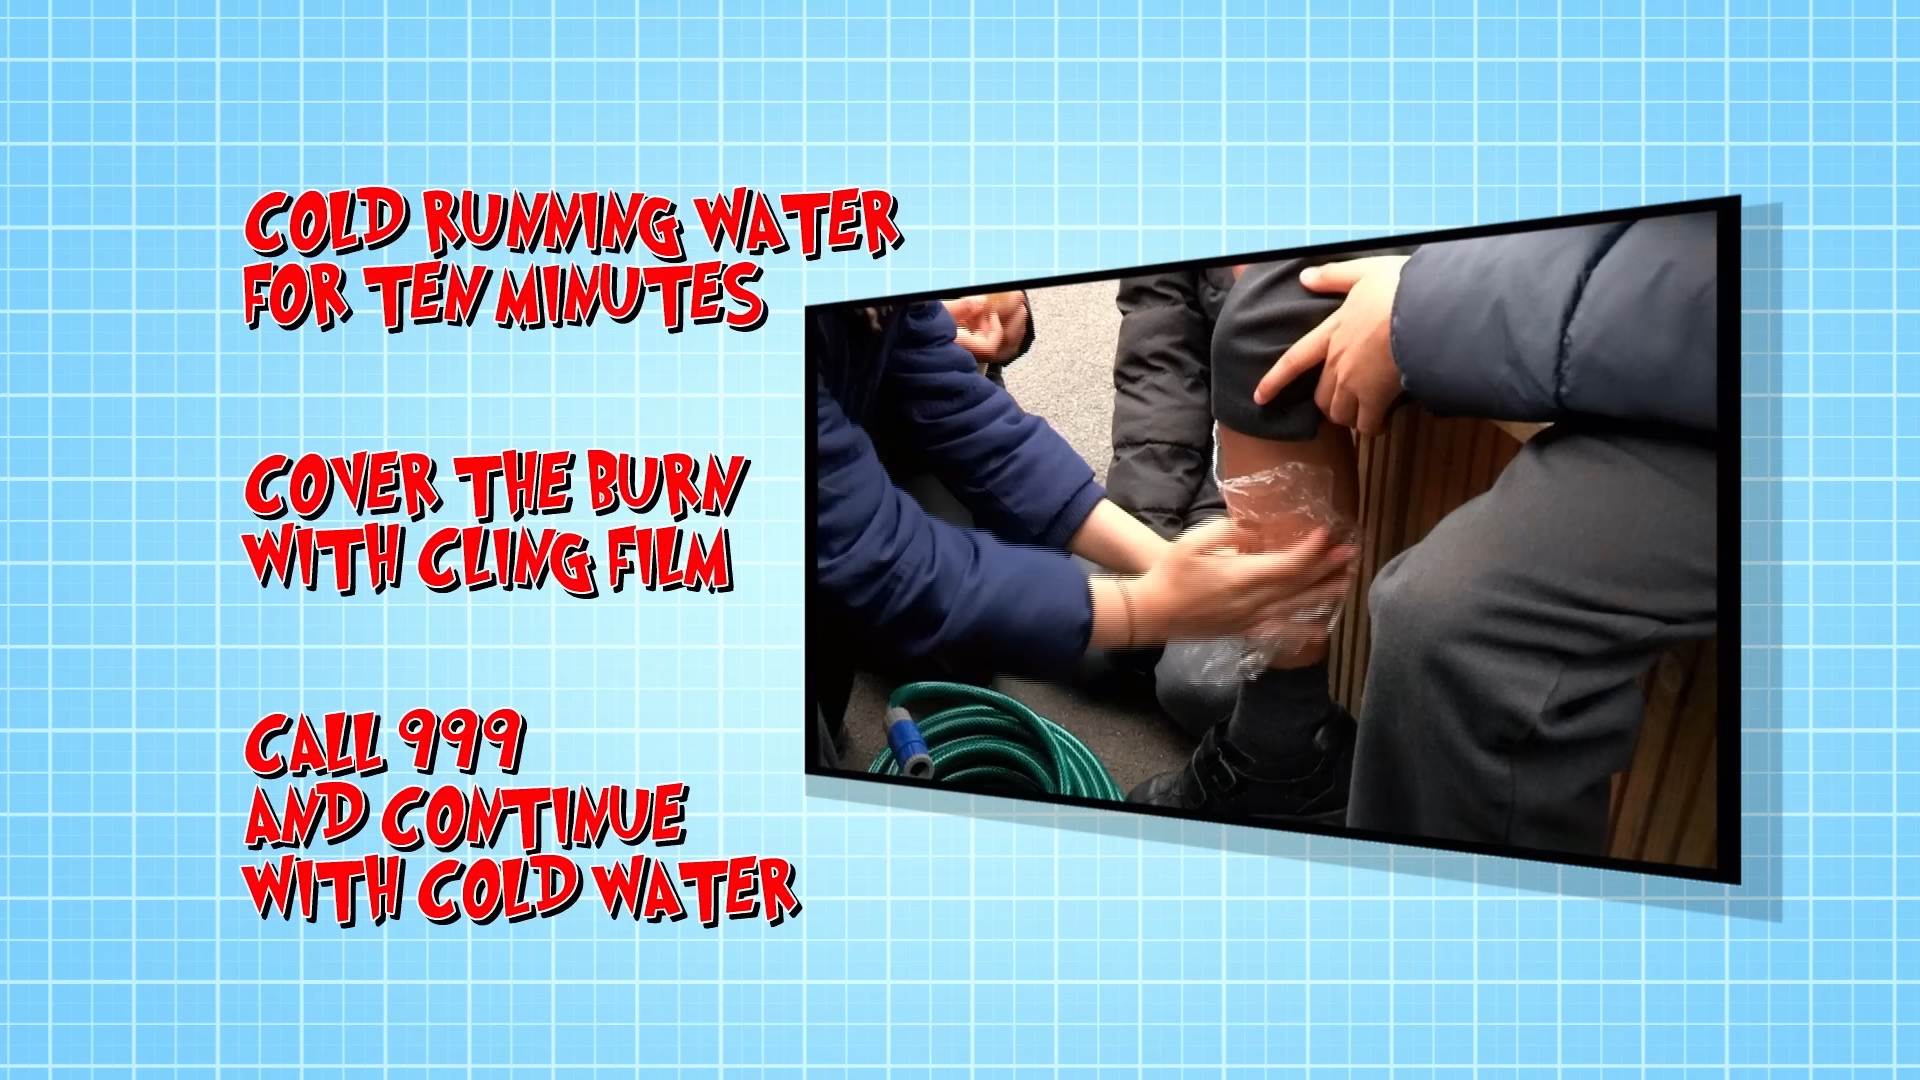 COLD RUNNING WATER
FOR TEN MINUTES
COVER THE BURN
WITH CLING FILM
CALL 999
AND CONTINUE
WITH COLD WATER